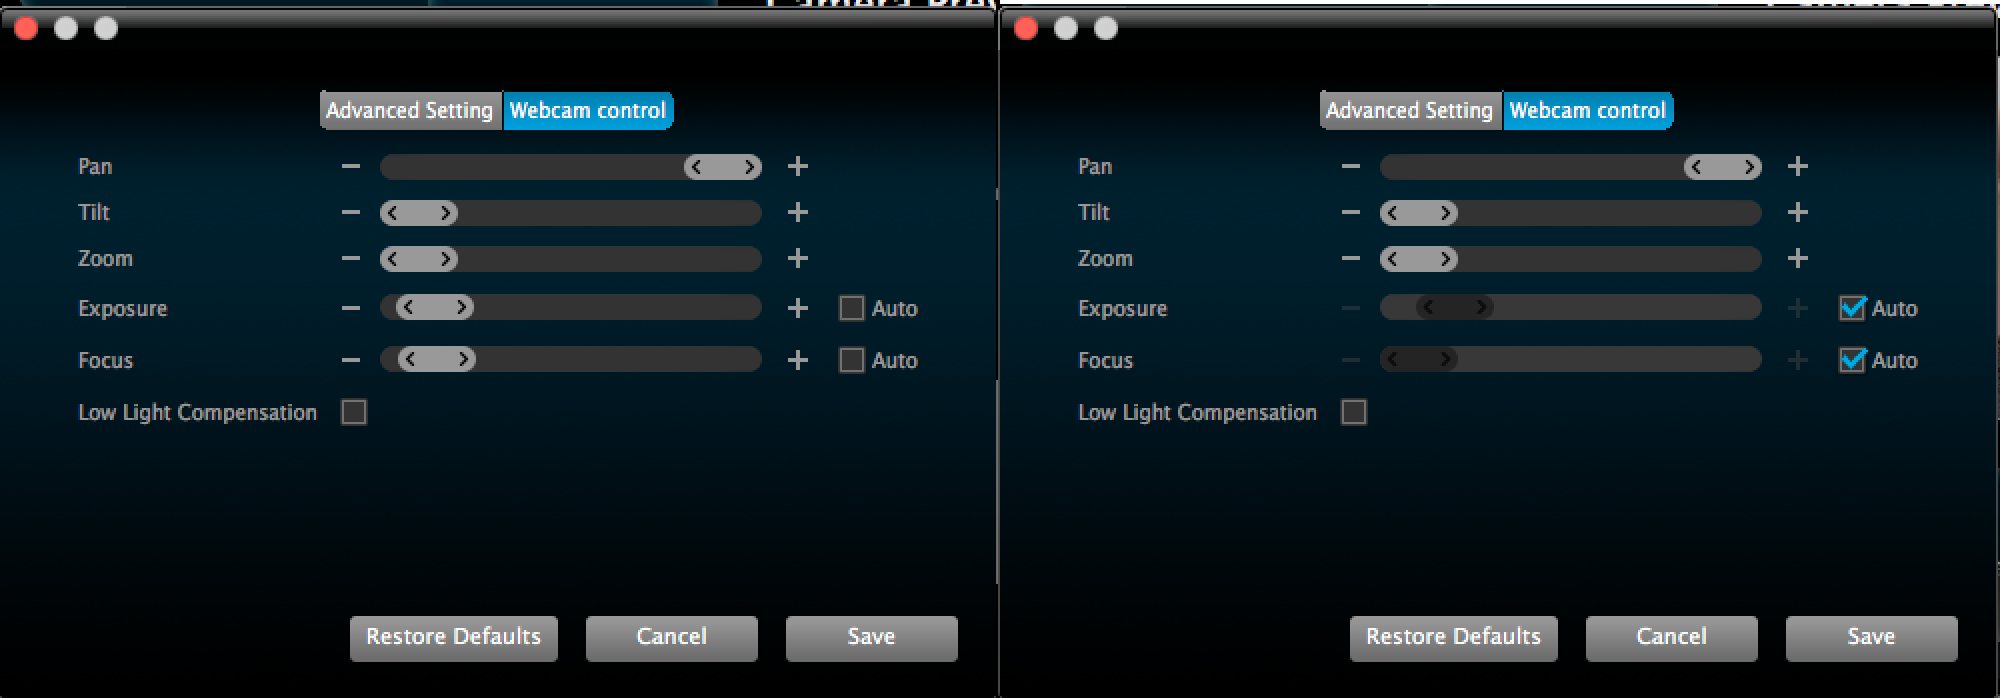 Advanced Setting Webcam control
Pan
Tilt
Zoom
Exposure Auto
Focus Auto
Low Light Compensation
Restore Defaults Cancel Save
Advanced Setting Webcam control
Pan
Tilt
Zoom
Exposure Auto
Focus Auto
Low Light Compensation
Restore Defaults Cancel Save